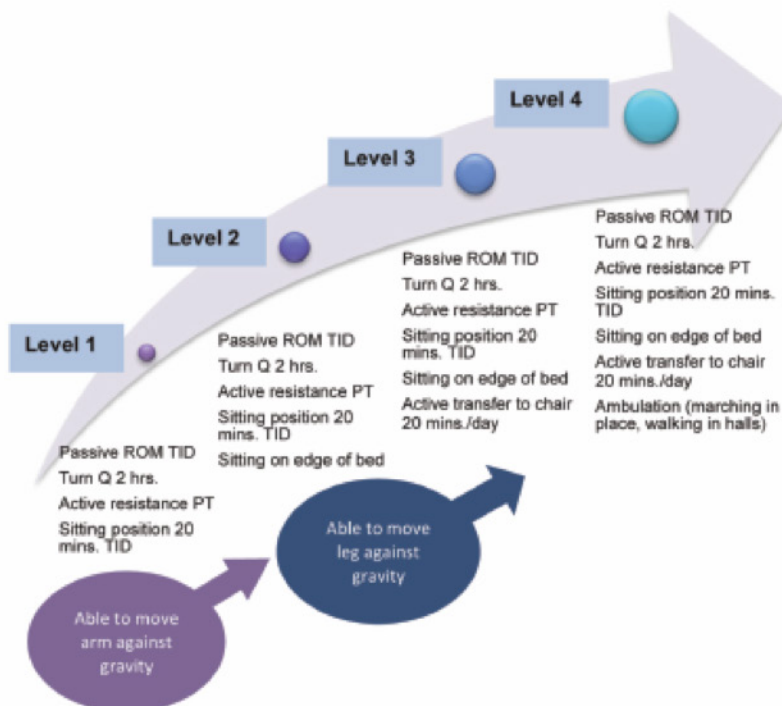 Level 4
Level 3
Level 2
Level 1
Passive ROM TID
Turn Q 2 hrs.
Active resistance PT
Sitting position 20
mins. TID
Passive ROM TID
Turn Q 2 hrs.
Active resistance PT
Sitting position 20
mins. TID
Sitting on edge of bed
Passive ROM TID
Turn Q 2 hrs.
Active resistance PT
Sitting position 20
mins. TID
Sitting on edge of bed
Active transfer to chair
20 mins./day
Passive ROM TID
Turn Q 2 hrs.
Active resistance PT
Sitting position 20 mins.
TID
Sitting on edge of bed
Active transfer to chair
20 mins./day
Ambulation (marching in
place, walking in halls)
Able to move
arm against
gravity
Able to move
leg against
gravity